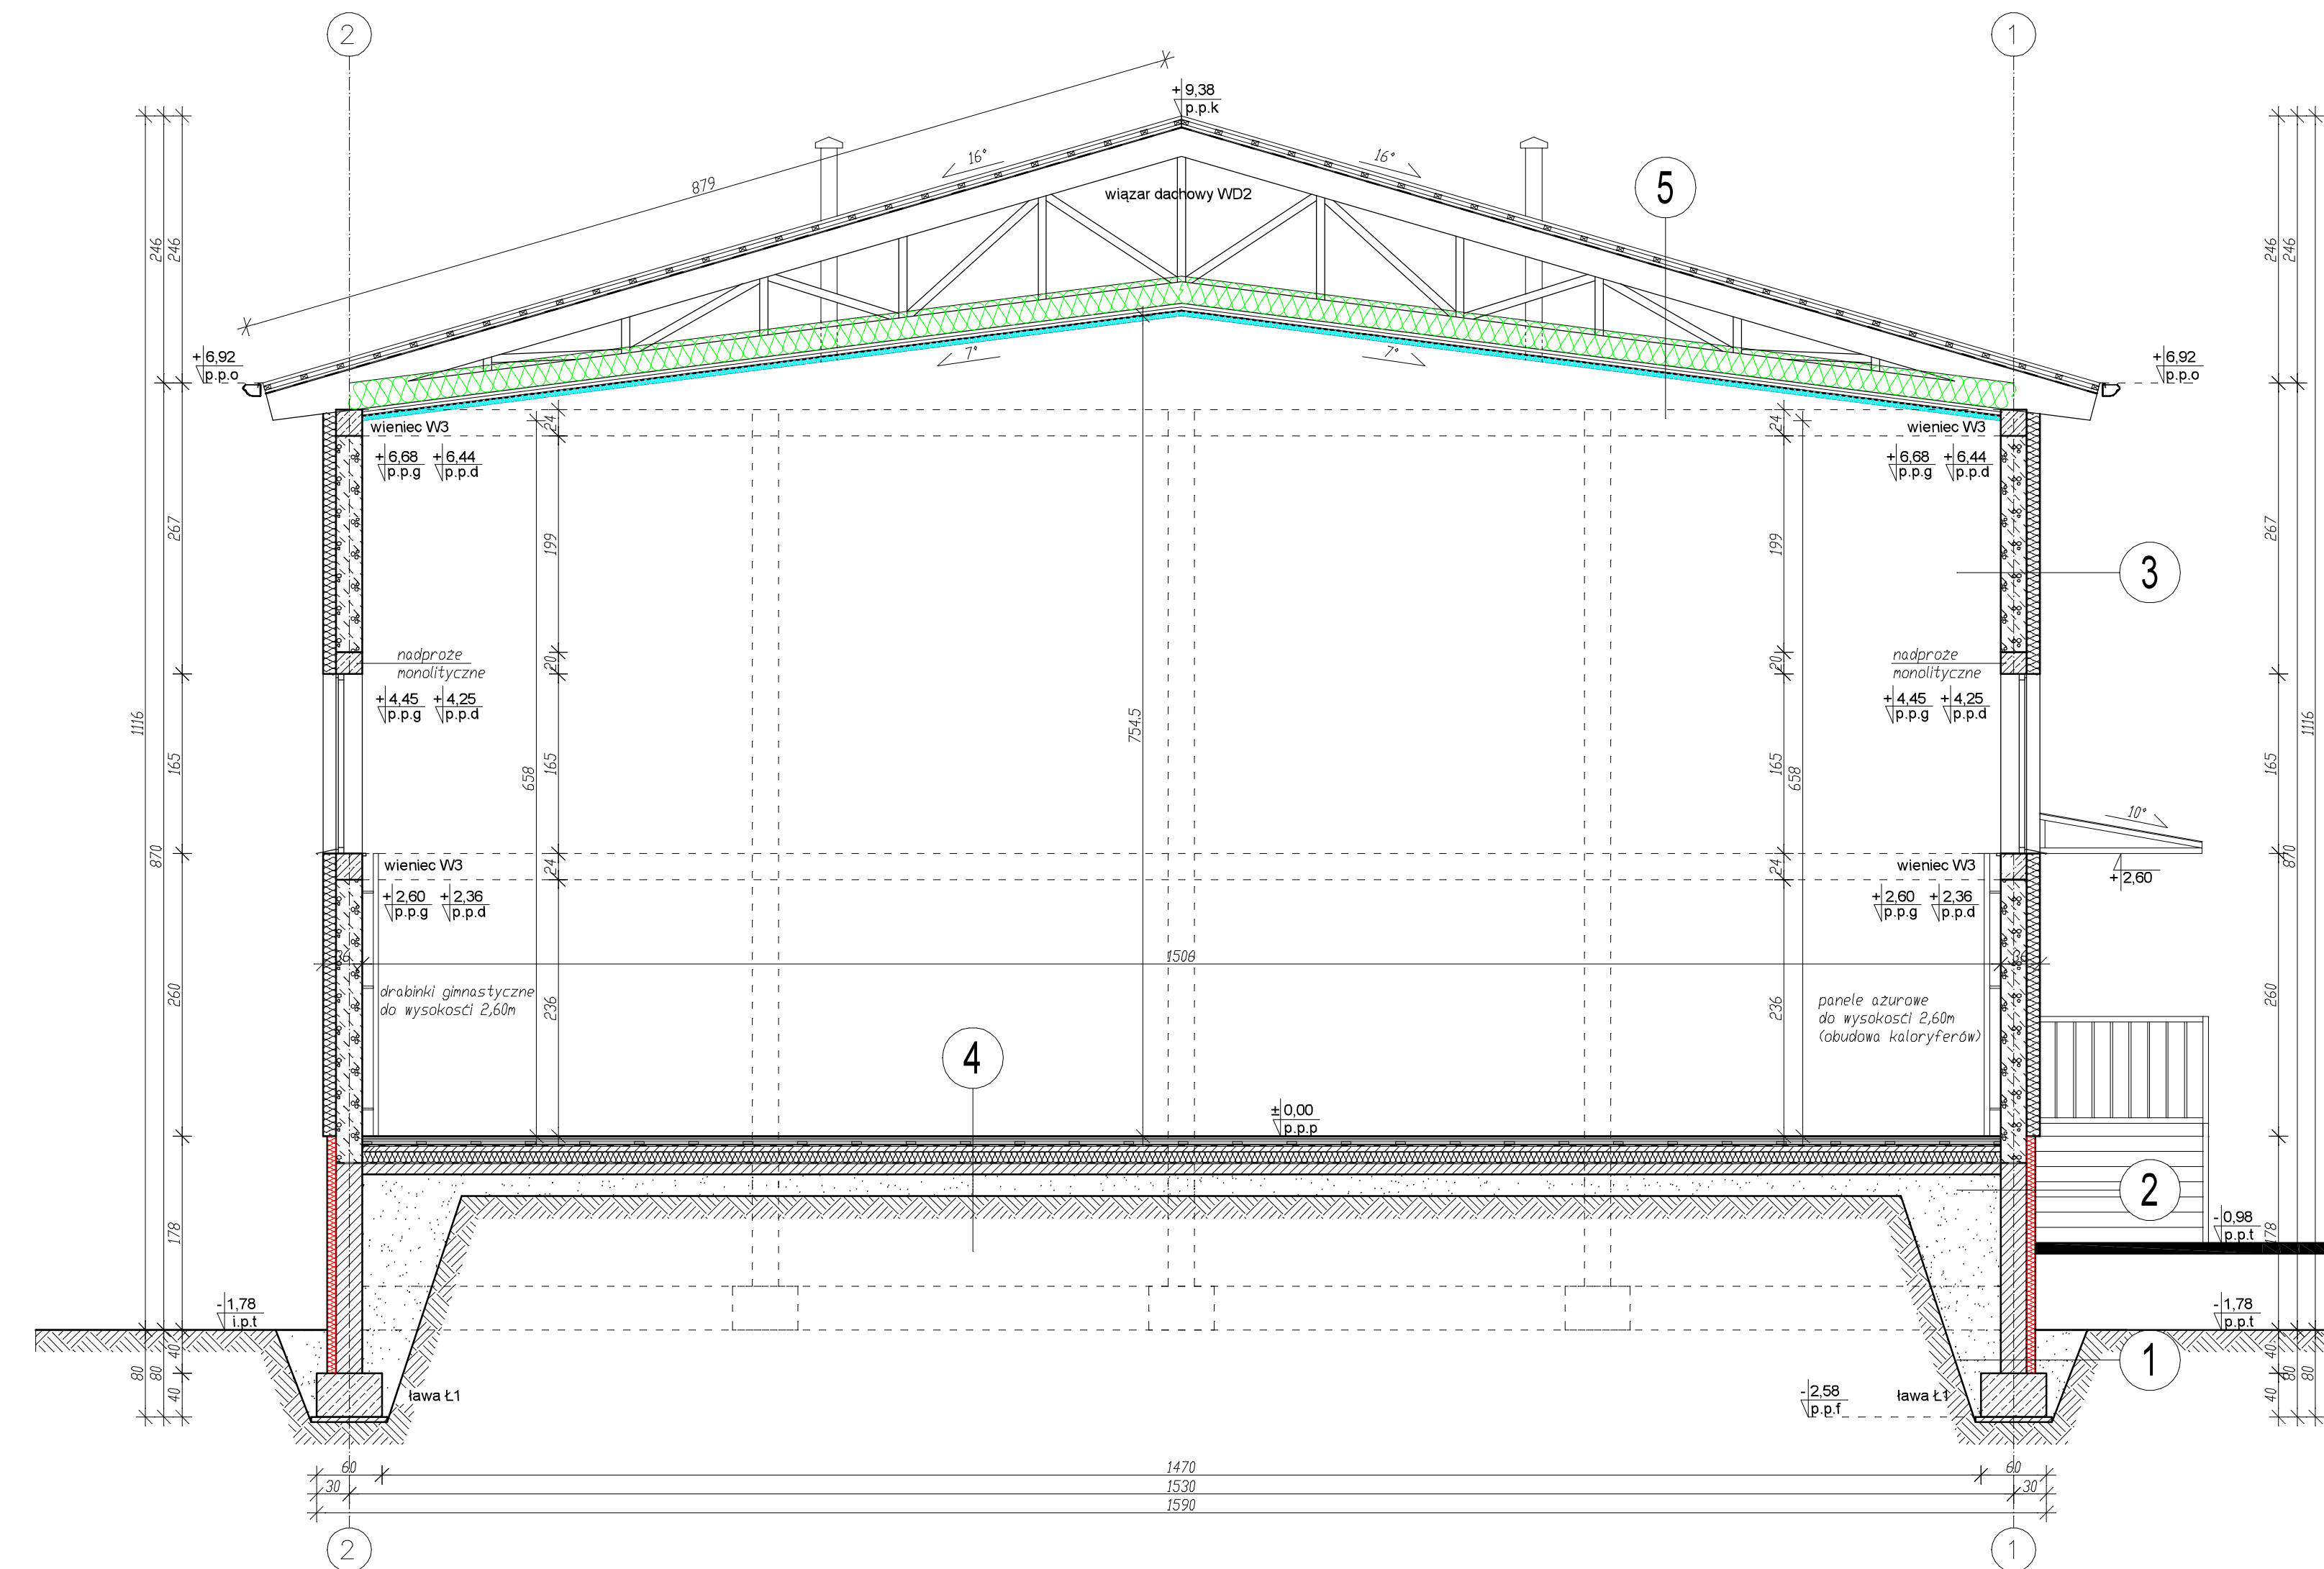 2
1
+9,38
p.p.k
879
16°
16°
wiązar dachowy WD2
5
246
246
246
246
7°
7°
+6,92
p.p.o
+6,92
p.p.o
wieniec W3
24
24
wieniec W3
+6,68
p.p.g
+6,44
p.p.d
+6,68
p.p.g
+6,44
p.p.d
267
199
199
267
3
nadproże
monolityczne
20
20
nadproże
monolityczne
+4,45
p.p.g
+4,25
p.p.d
+4,45
p.p.g
+4,25
p.p.d
1116
754.5
1116
165
658
165
165
658
165
10°
870
870
wieniec W3
24
24
wieniec W3
+2,60
+2,60
p.p.g
+2,36
p.p.d
+2,60
p.p.g
+2,36
p.p.d
36
1506
36
260
drabinki gimnastyczne
do wysokosći 2,60m
236
236
panele ażurowe
do wysokosći 2,60m
(obudowa kaloryferów)
260
4
±0,00
p.p.p
2
178
-0,98
p.p.t
178
-1,78
i.p.t
-1,78
p.p.t
1
80
80
40
40
80
80
40
40
ława Ł1
-2,58
p.p.f
ława Ł1
60
1470
60
30
1530
30
1590
2
1